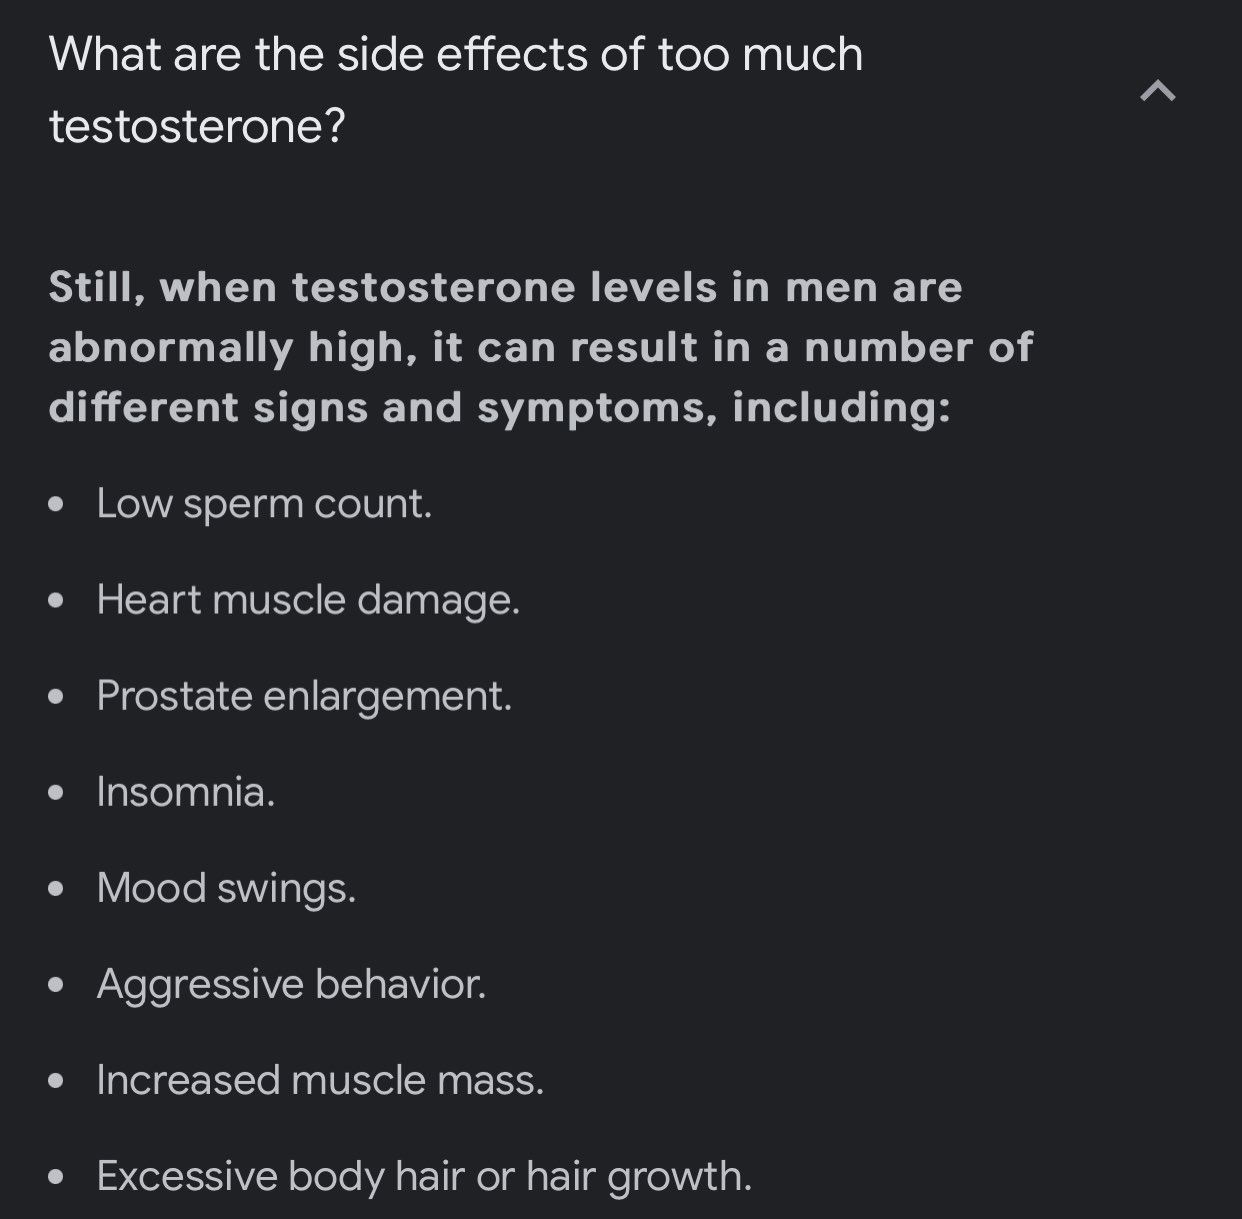 What are the side effects of too much
testosterone?
Still, when testosterone levels in men are
abnormally high, it can result in a number of
different signs and symptoms, including:
• Low sperm count.
• Heart muscle damage.
• Prostate enlargement.
• Insomnia.
• Mood swings.
• Aggressive behavior.
• Increased muscle mass.
• Excessive body hair or hair growth.